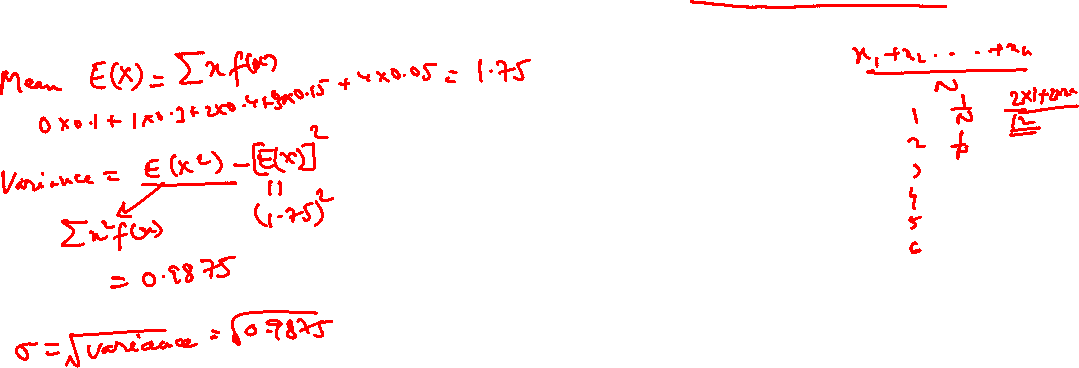 Mean E(X) = ∑ x f(x)
0 x 0.1 + 1 x 0.3 + 2 x 0.4 + 3 x 0.15 + 4 x 0.05 = 1.75
Variance = E(x²) - [E(x)]²
∑ x² f(x)
(1.75)²
= 0.9875
σ = √variance = √0.9875
x₁ + x₂ . . . . + xₙ
N
1 1/N
2
3
4
5
6
12